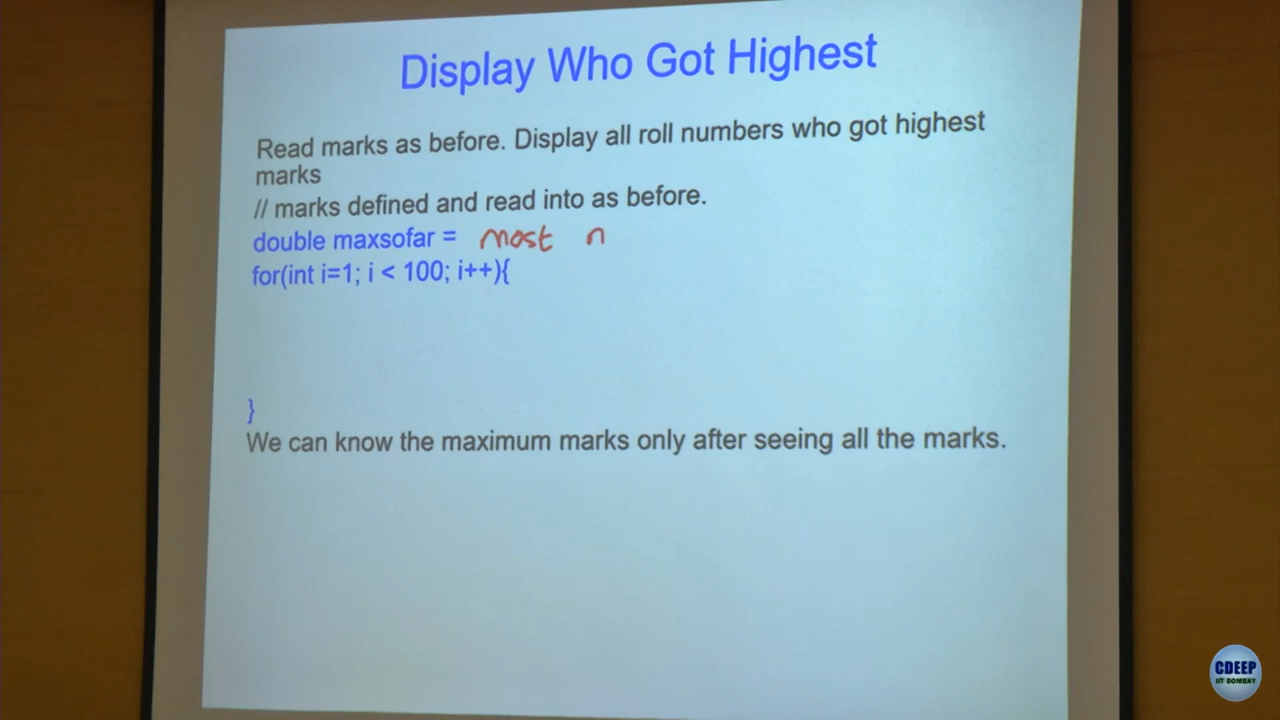 Display Who Got Highest
Read marks as before. Display all roll numbers who got highest
marks
// marks defined and read into as before.
double maxsofar = most n
for(int i=1; i < 100; i++){
}
We can know the maximum marks only after seeing all the marks.
CDEEP
IIT BOMBAY